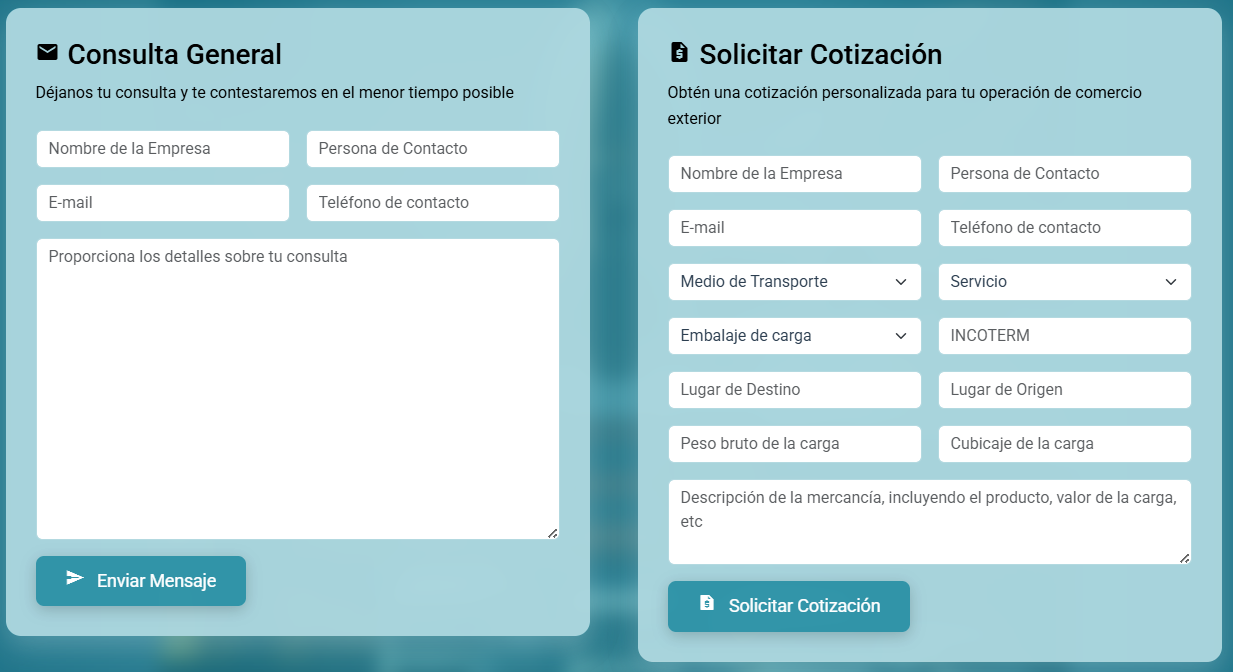 Consulta General
Déjanos tu consulta y te contestaremos en el menor tiempo posible
Nombre de la Empresa
Persona de Contacto
E-mail
Teléfono de contacto
Proporciona los detalles sobre tu consulta
Enviar Mensaje
Solicitar Cotización
Obtén una cotización personalizada para tu operación de comercio
exterior
Nombre de la Empresa
Persona de Contacto
E-mail
Teléfono de contacto
Medio de Transporte
Servicio
Embalaje de carga
INCOTERM
Lugar de Destino
Lugar de Origen
Peso bruto de la carga
Cubicaje de la carga
Descripción de la mercancía, incluyendo el producto, valor de la carga,
etc
Solicitar Cotización